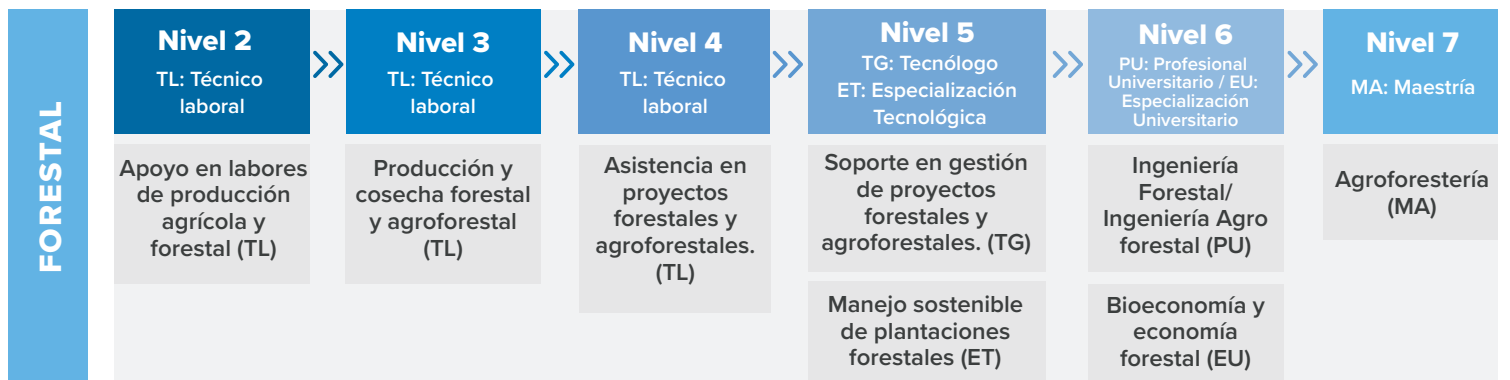 FORESTAL
Nivel 2
TL: Técnico
laboral
Apoyo en labores
de producción
agrícola y
forestal (TL)
Nivel 3
TL: Técnico
laboral
Producción y
cosecha forestal
y agroforestal
(TL)
Nivel 4
TL: Técnico
laboral
Asistencia en
proyectos
forestales y
agroforestales.
(TL)
Nivel 5
TG: Tecnólogo
ET: Especialización
Tecnológica
Soporte en gestión
de proyectos
forestales y
agroforestales. (TG)
Manejo sostenible
de plantaciones
forestales (ET)
Nivel 6
PU: Profesional
Universitario / EU:
Especialización
Universitario
Ingeniería
Forestal/
Ingeniería Agro
forestal (PU)
Bioeconomía y
economía
forestal (EU)
Nivel 7
MA: Maestría
Agroforestería
(MA)